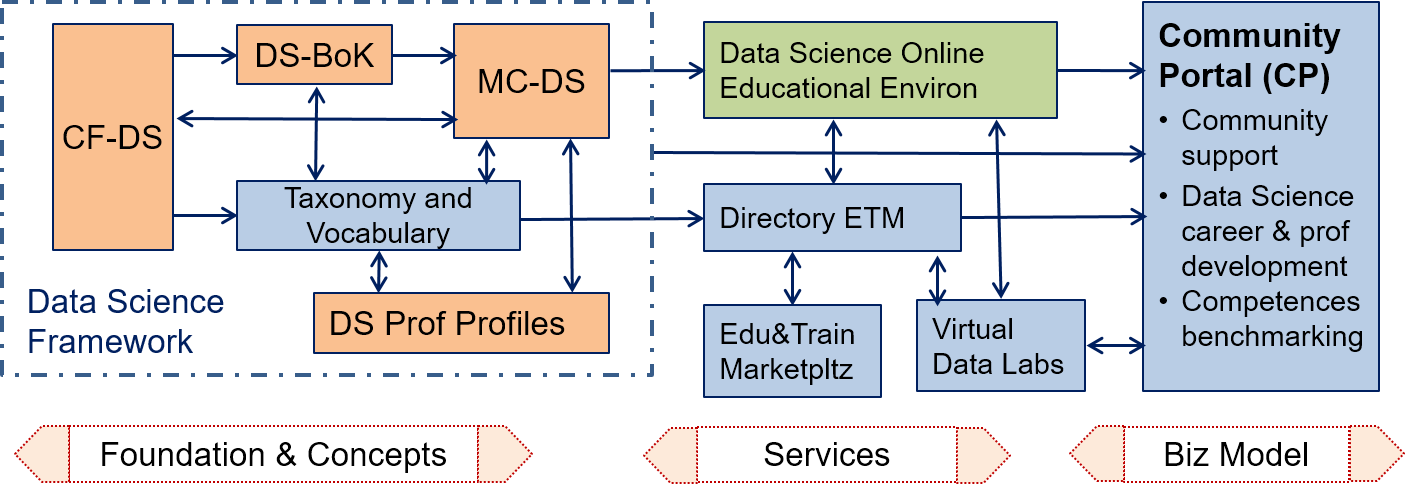 CF-DS
DS-BoK
MC-DS
Taxonomy and
Vocabulary
DS Prof Profiles
Data Science
Framework
Data Science Online
Educational Environ
Directory ETM
Edu&Train
Marketpltz
Virtual
Data Labs
Community
Portal (CP)
• Community
support
• Data Science
career & prof
development
• Competences
benchmarking
Foundation & Concepts
Services
Biz Model